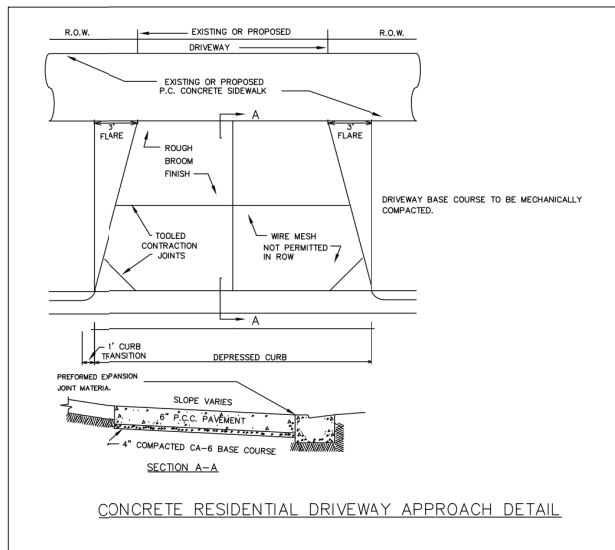 R.O.W.
EXISTING OR PROPOSED
R.O.W.
DRIVEWAY
EXISTING OR PROPOSED
P.C. CONCRETE SIDEWALK
A
3'
FLARE
3'
FLARE
ROUGH
BROOM
FINISH
DRIVEWAY BASE COURSE TO BE MECHANICALLY
COMPACTED.
TOOLED
CONTRACTION
JOINTS
WIRE MESH
NOT PERMITTED
IN ROW
A
1' CURB
TRANSITION
DEPRESSED CURB
PREFORMED EXPANSION
JOINT MATERIA.
SLOPE VARIES
6" P.C.C. PAVEMENT
4" COMPACTED CA-6 BASE COURSE
SECTION A-A
CONCRETE RESIDENTIAL DRIVEWAY APPROACH DETAIL